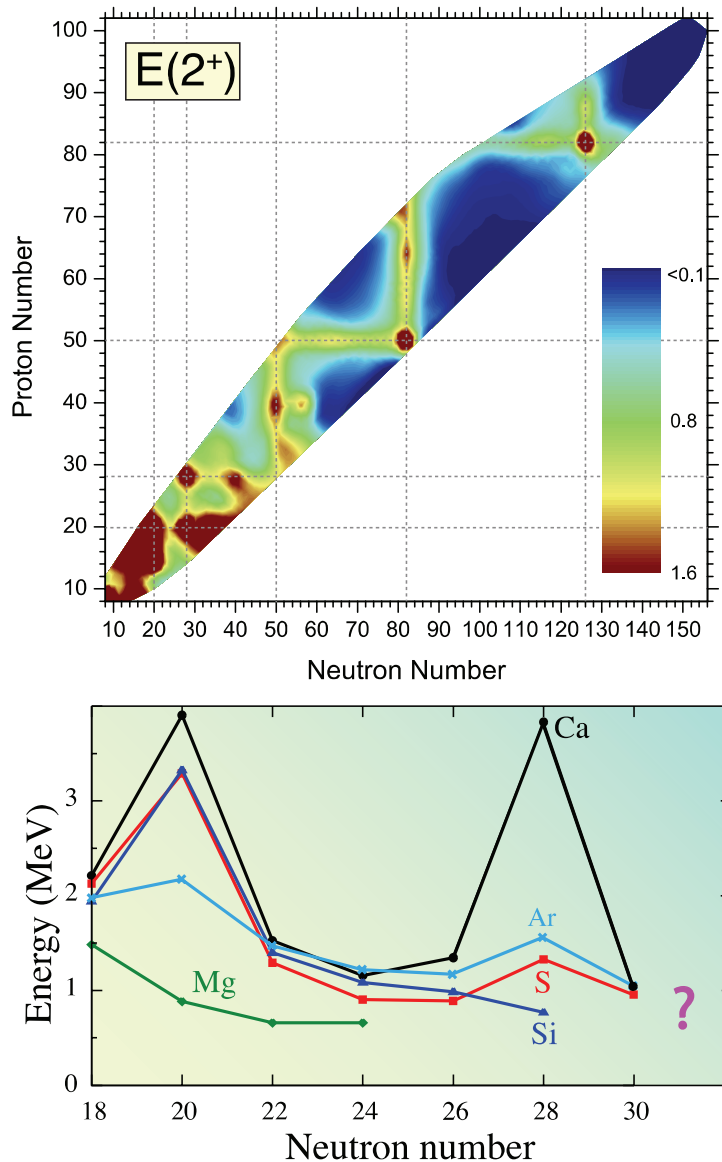 E(2⁺)
100
90
80
70
60
50
40
30
20
10
Proton Number
<0.1
0.8
1.6
10 20 30 40 50 60 70 80 90 100 110 120 130 140 150
Neutron Number
Energy (MeV)
3
2
1
0
Ca
Ar
S
Mg
Si
?
18 20 22 24 26 28 30
Neutron number